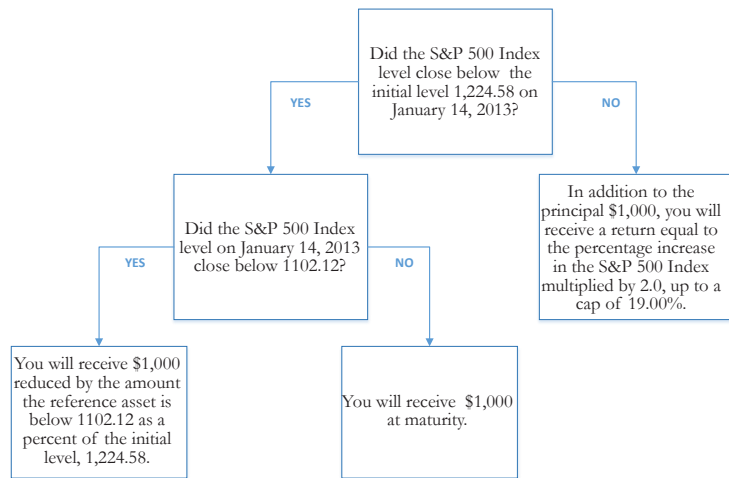 Did the S&P 500 Index
level close below the
initial level 1,224.58 on
January 14, 2013?
YES
NO
Did the S&P 500 Index
level on January 14, 2013
close below 1102.12?
In addition to the
principal $1,000, you will
receive a return equal to
the percentage increase
in the S&P 500 Index
multiplied by 2.0, up to a
cap of 19.00%.
YES
NO
You will receive $1,000
reduced by the amount
the reference asset is
below 1102.12 as a
percent of the initial
level, 1,224.58.
You will receive $1,000
at maturity.